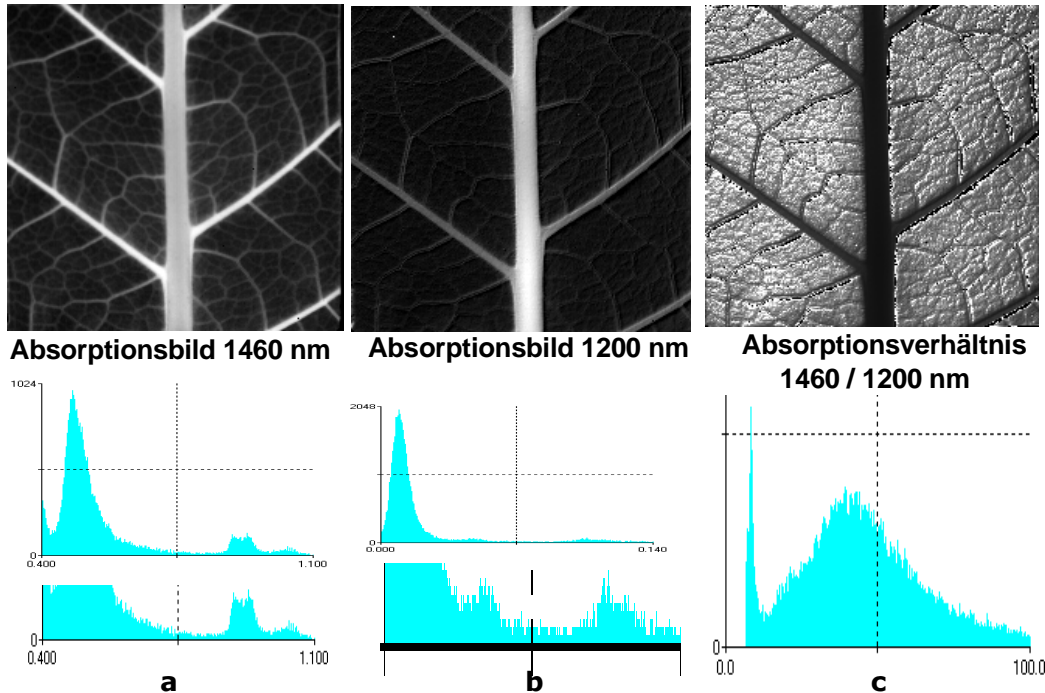 Absorptionsbild 1460 nm
Absorptionsbild 1200 nm
Absorptionsverhältnis
1460 / 1200 nm
1024
0
0.400
1.100
0
0.400
1.100
a
2048
0
0.000
0.140
b
0
0.0
100.0
c